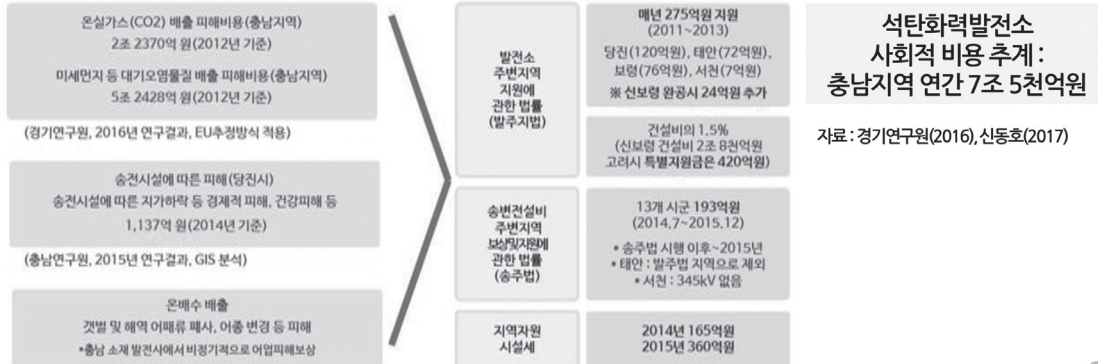 온실가스(CO2) 배출 피해비용(충남지역)
2조 2370억 원(2012년 기준)
미세먼지 등 대기오염물질 배출 피해비용(충남지역)
5조 2428억 원(2012년 기준)
(경기연구원, 2016년 연구결과, EU추정방식 적용)
송전시설에 따른 피해(당진시)
송전시설에 따른 지가하락 등 경제적 피해, 건강피해 등
1,137억 원(2014년 기준)
(충남연구원, 2015년 연구결과, GIS 분석)
온배수 배출
갯벌 및 해역 어패류 폐사, 어종 변경 등 피해
*충남 소재 발전사에서 비정기적으로 어업피해보상
발전소
주변지역
지원에
관한 법률
(발주지법)
매년 275억원 지원
(2011~2013)
당진(120억원), 태안(72억원),
보령(76억원), 서천(7억원)
※ 신보령 완공시 24억원 추가
건설비의 1.5%
(신보령 건설비 2조 8천억원
고려시 특별지원금은 420억원)
송변전설비
주변지역
보상및지원에
관한 법률
(송주법)
13개 시군 193억원
(2014.7~2015.12)
* 송주법 시행 이후~2015년
* 태안 : 발주법 지역으로 제외
* 서천 : 345kV 없음
지역자원
시설세
2014년 165억원
2015년 360억원
석탄화력발전소
사회적 비용 추계 :
충남지역 연간 7조 5천억원
자료 : 경기연구원(2016), 신동호(2017)